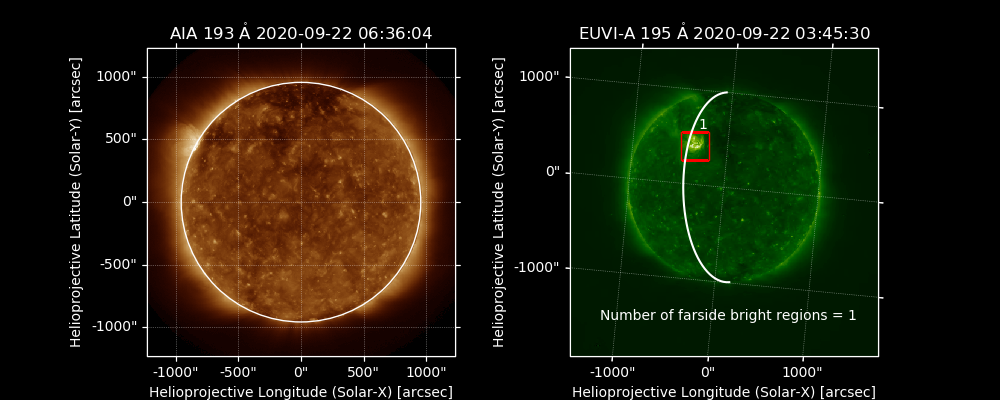 AIA 193 Å 2020-09-22 06:36:04
1000"
500"
0"
-500"
-1000"
Helioprojective Latitude (Solar-Y) [arcsec]
-1000" -500" 0" 500" 1000"
Helioprojective Longitude (Solar-X) [arcsec]
EUVI-A 195 Å 2020-09-22 03:45:30
1000"
0"
-1000"
Helioprojective Latitude (Solar-Y) [arcsec]
1
Number of farside bright regions = 1
-1000" 0" 1000"
Helioprojective Longitude (Solar-X) [arcsec]